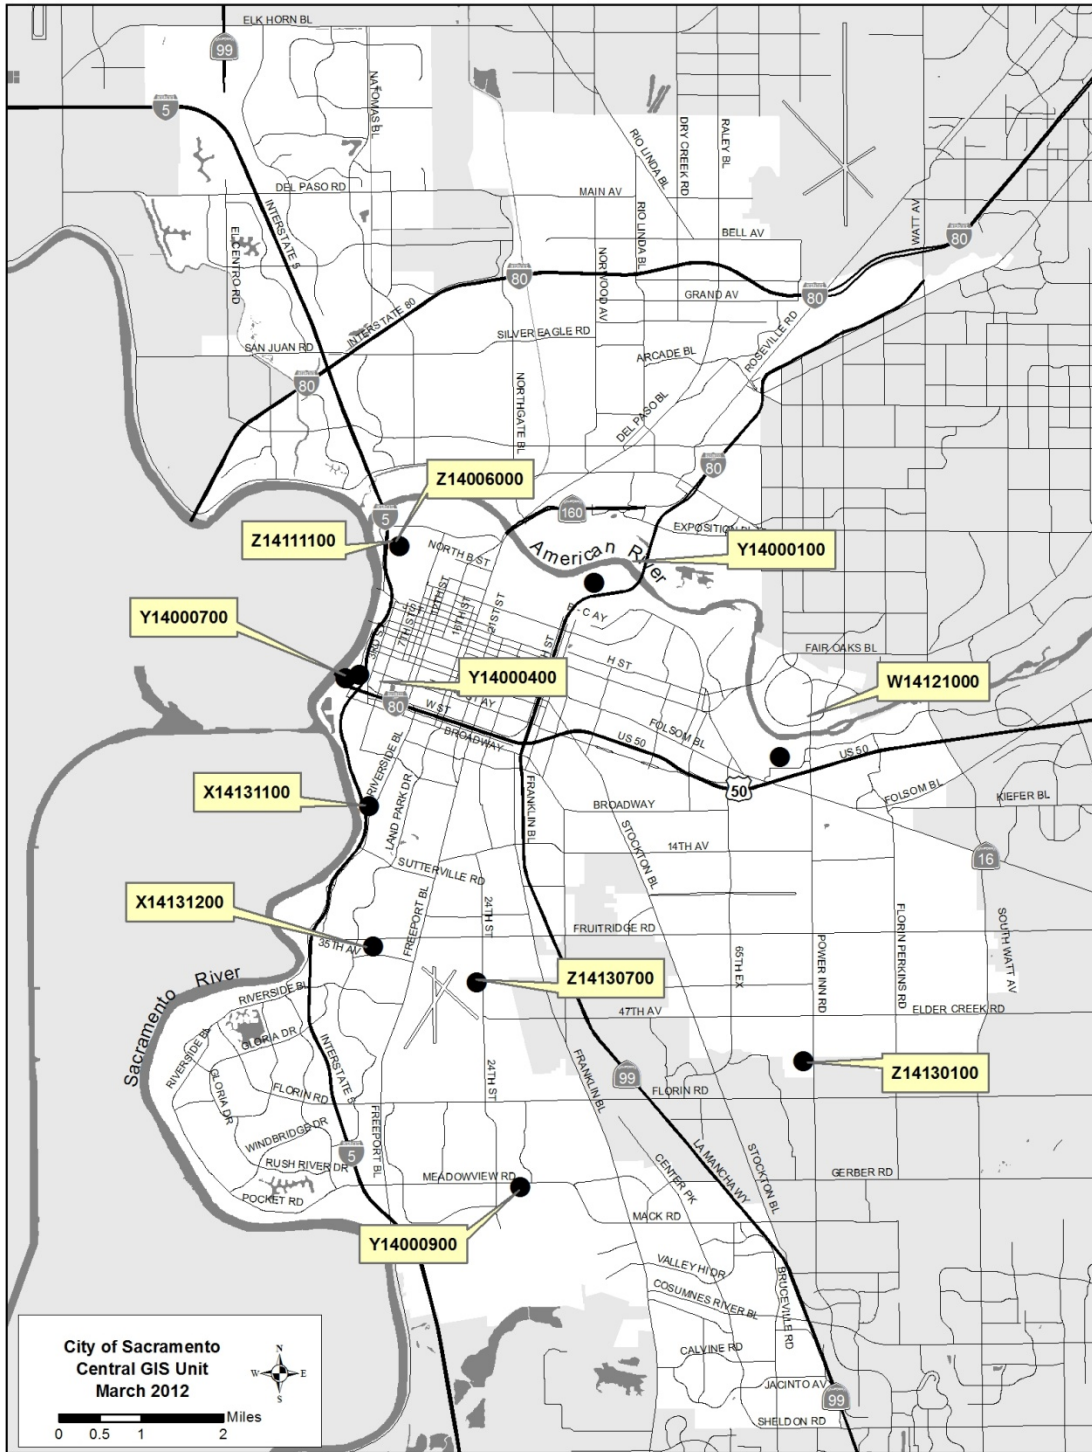 ELK HORN BL
99
5
NATOMAS BL
RIO LINDA BL
DRY CREEK RD
RALEY BL
DEL PASO RD
MAIN AV
INTERSTATE 5
EL CENTRO RD
RIO LINDA BL
BELL AV
WATT AV
80
80
NORWOOD AV
GRAND AV
80
INTERSTATE 80
SILVER EAGLE RD
SAN JUAN RD
ROSEVILLE RD
ARCADE BL
80
NORTHGATE BL
DEL PASO BL
80
Z14006000
5
160
Z14111100
NORTH B ST
EXPOSITION BL
American River
Y14000100
12TH ST
16TH ST
21ST ST
7TH ST
3RD ST
Y14000700
H ST
FAIR OAKS BL
Y14000400
W14121000
80
W ST
BROADWAY
FOLSOM BL
US 50
US 50
RIVERSIDE BL
X14131100
LAND PARK DR
FRANKLIN BL
BROADWAY
50
FOLSOM BL
KIEFER BL
STOCKTON BL
14TH AV
16
SUTTERVILLE RD
X14131200
FREEPORT BL
24TH ST
FRUITRIDGE RD
35TH AV
65TH EX
POWER INN RD
FLORIN PERKINS RD
SOUTH WATT AV
Sacramento River
Z14130700
RIVERSIDE BL
47TH AV
ELDER CREEK RD
RIVERSIDE BL
GLORIA DR
INTERSTATE 5
24TH ST
FRANKLIN BL
99
Z14130100
GLORIA DR
FLORIN RD
FLORIN RD
FREEPORT BL
WINDBRIDGE DR
5
RUSH RIVER DR
MEADOWVIEW RD
CENTER PK
LA MANCHA WY
STOCKTON BL
GERBER RD
POCKET RD
MACK RD
Y14000900
VALLEY HI DR
COSUMNES RIVER BL
BRUCEVILLE RD
CALVINE RD
JACINTO AV
99
SHELDON RD
City of Sacramento
Central GIS Unit
March 2012
N
W E
S
Miles
0 0.5 1 2